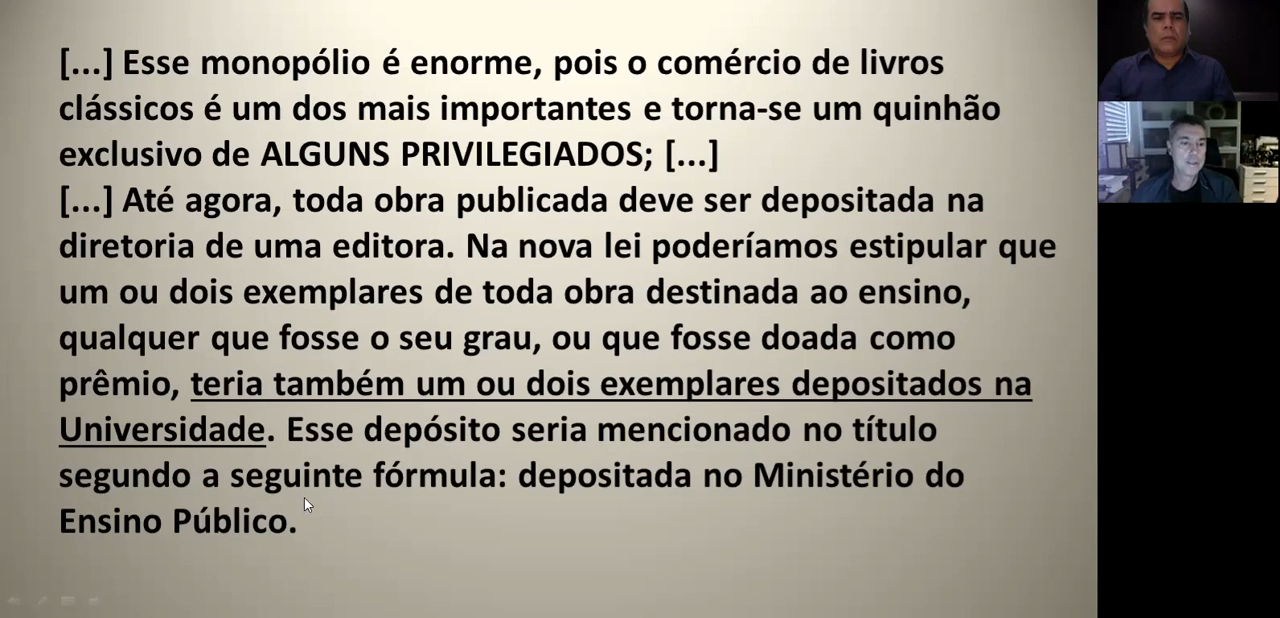 [...] Esse monopólio é enorme, pois o comércio de livros
clássicos é um dos mais importantes e torna-se um quinhão
exclusivo de ALGUNS PRIVILEGIADOS; [...]
[...] Até agora, toda obra publicada deve ser depositada na
diretoria de uma editora. Na nova lei poderíamos estipular que
um ou dois exemplares de toda obra destinada ao ensino,
qualquer que fosse o seu grau, ou que fosse doada como
prêmio, teria também um ou dois exemplares depositados na
Universidade. Esse depósito seria mencionado no título
segundo a seguinte fórmula: depositada no Ministério do
Ensino Público.